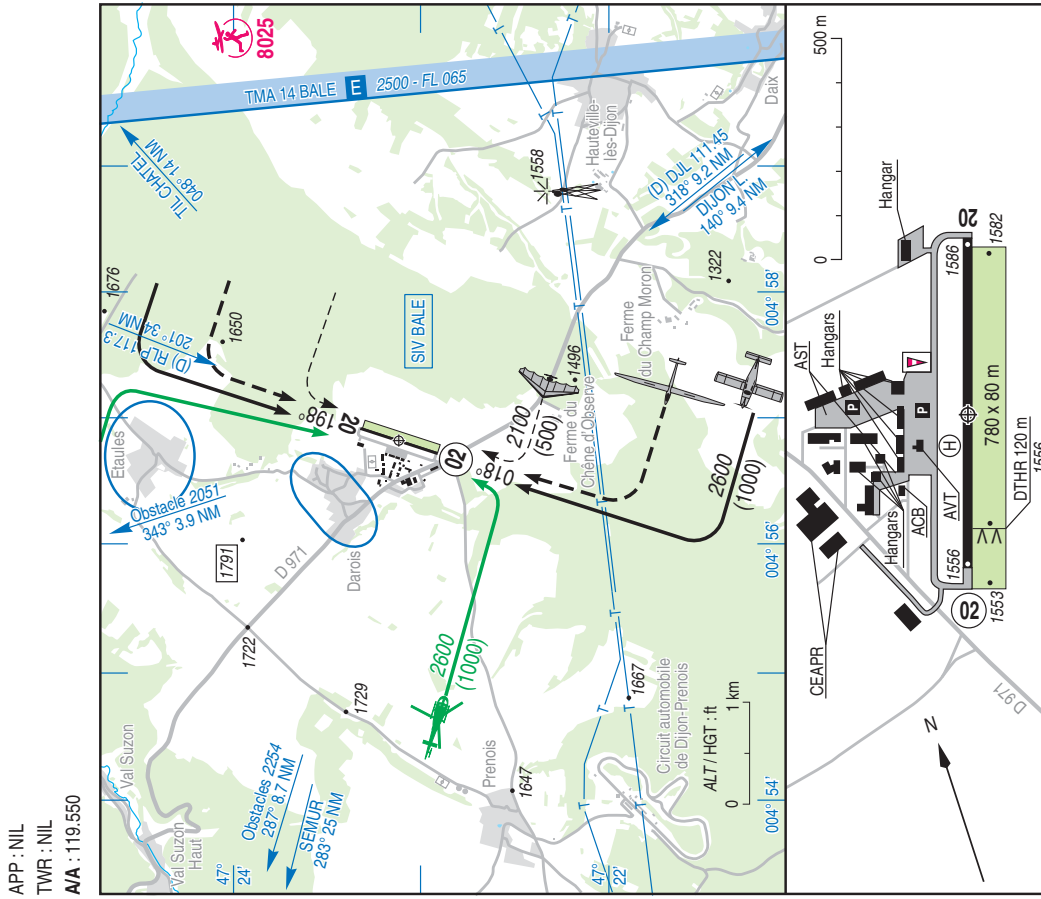 APP : NIL
TWR : NIL
A/A : 119.550
8025
TMA 14 BALE E 2500 - FL 065
TIL CHATEL
048° 14 NM
1676
(D) RLP 117.3
201° 34NM
1650
198°
20
Etaules
Obstacle 2051
343° 3.9 NM
1791
D 971
Darois
1722
1729
Val Suzon
Val Suzon
Haut
47°
24'
Obstacles 2254
287° 8.7 NM
SEMUR
283° 25 NM
SIV BALE
02
018°
2100
(500)
1496
Ferme du
Chêne d'Observe
1558
Hauteville-
lès-Dijon
Daix
(D) DJL 111.45
318° 9.2 NM
DIJON L.
140° 9.4 NM
Ferme
du Champ Moron
1322
2600
(1000)
2600
(1000)
Prenois
1647
1667
Circuit automobile
de Dijon-Prenois
47°
22'
ALT / HGT : ft
0
1 km
004° 54'
004° 56'
004° 58'
T
T
T
T
T
T
T
T
0
500 m
Hangar
20
1586
1582
AST
Hangars
P
P
H
780 x 80 m
CEAPR
Hangars
ACB
AVT
DTHR 120 m
1556
1556
1553
02
D 971
N